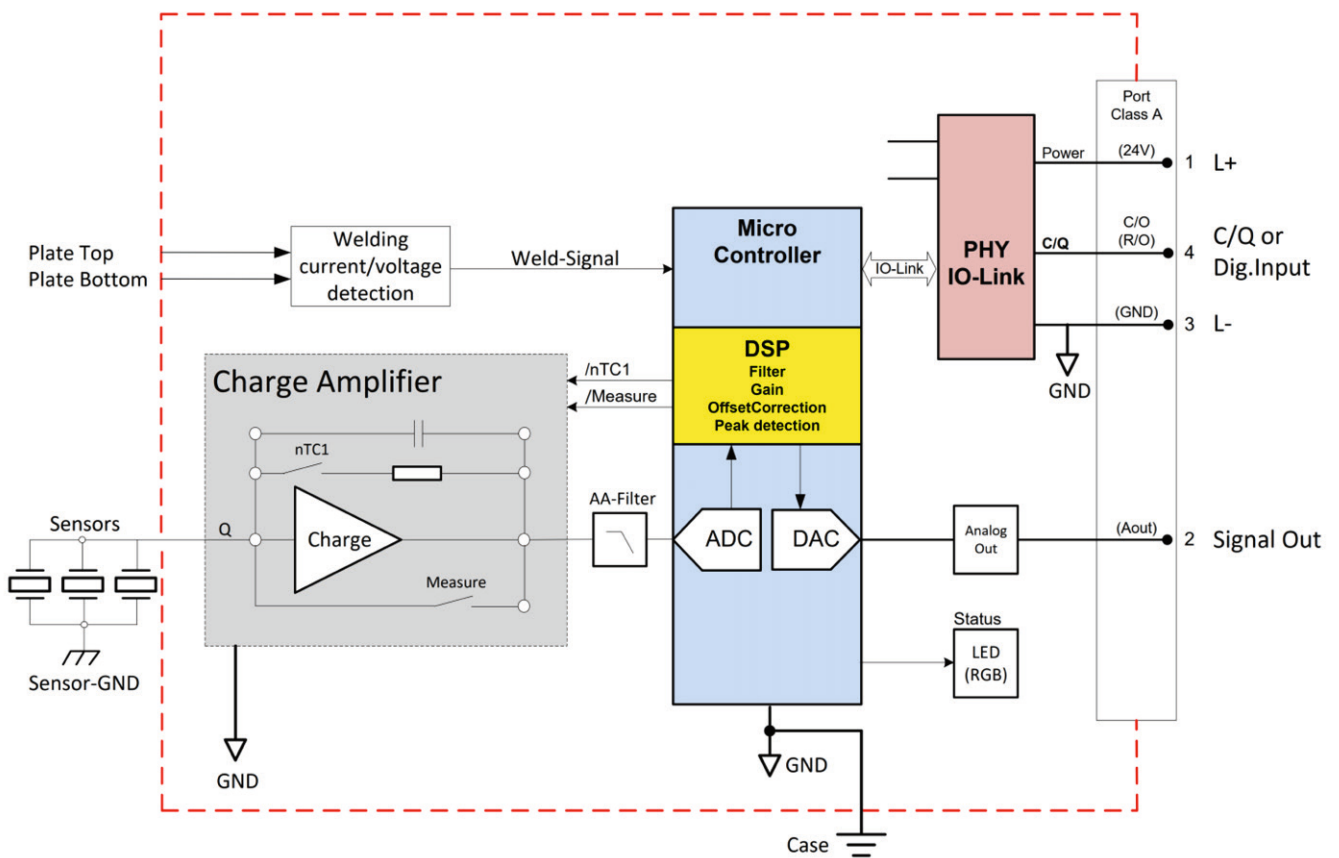 Port
Class A
Power
(24V)
1 L+
C/O
(R/O)
C/Q
4 C/Q or
Dig.Input
(GND)
3 L-
GND
PHY
IO-Link
IO-Link
Micro
Controller
Plate Top
Plate Bottom
Welding
current/voltage
detection
Weld-Signal
DSP
Filter
Gain
OffsetCorrection
Peak detection
/nTC1
/Measure
Charge Amplifier
nTC1
Sensors
Q
Charge
Measure
AA-Filter
ADC
DAC
Analog
Out
(Aout)
2 Signal Out
Status
LED
(RGB)
Sensor-GND
GND
GND
Case